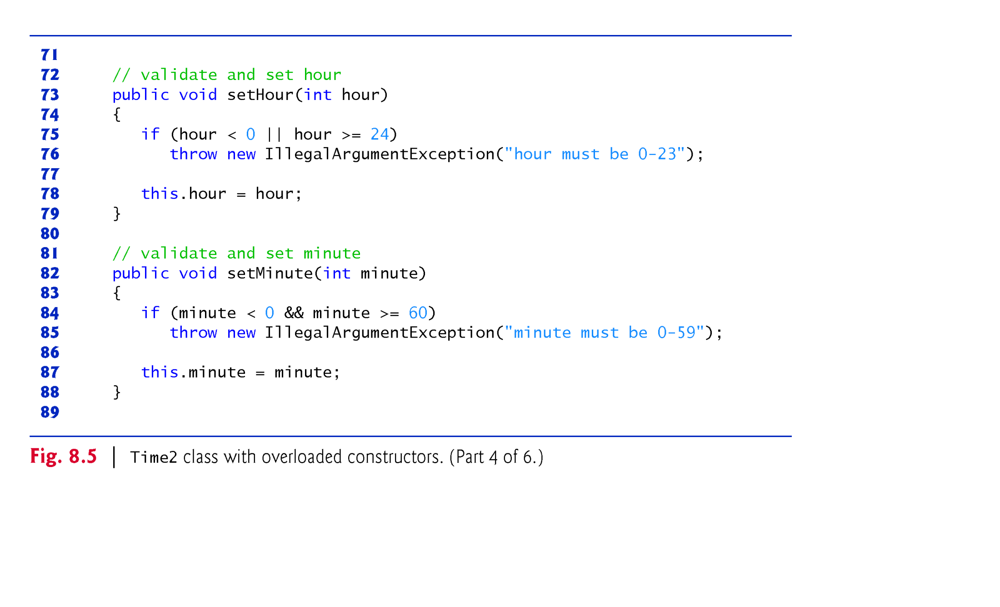 71
72 // validate and set hour
73 public void setHour(int hour)
74 {
75 if (hour < 0 || hour >= 24)
76 throw new IllegalArgumentException("hour must be 0-23");
77
78 this.hour = hour;
79 }
80
81 // validate and set minute
82 public void setMinute(int minute)
83 {
84 if (minute < 0 && minute >= 60)
85 throw new IllegalArgumentException("minute must be 0-59");
86
87 this.minute = minute;
88 }
89
Fig. 8.5 | Time2 class with overloaded constructors. (Part 4 of 6.)